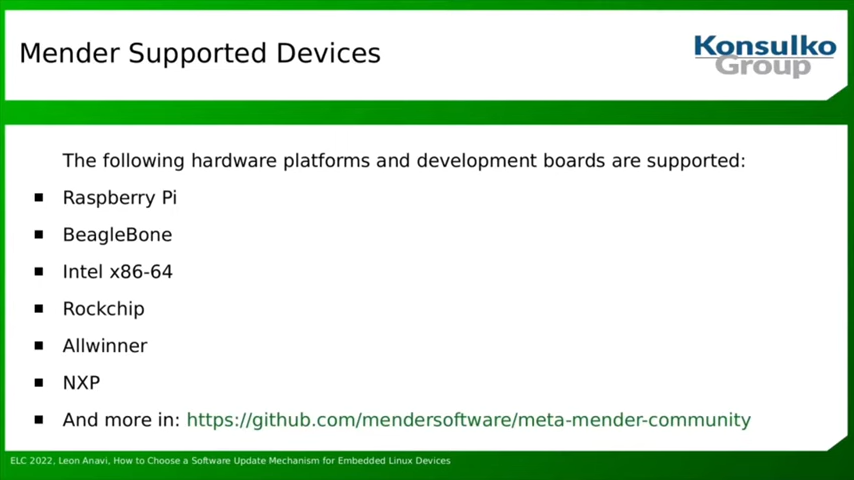 Mender Supported Devices
Konsulko
Group
The following hardware platforms and development boards are supported:
Raspberry Pi
BeagleBone
Intel x86-64
Rockchip
Allwinner
NXP
And more in: https://github.com/mendersoftware/meta-mender-community
ELC 2022, Leon Anavi, How to Choose a Software Update Mechanism for Embedded Linux Devices